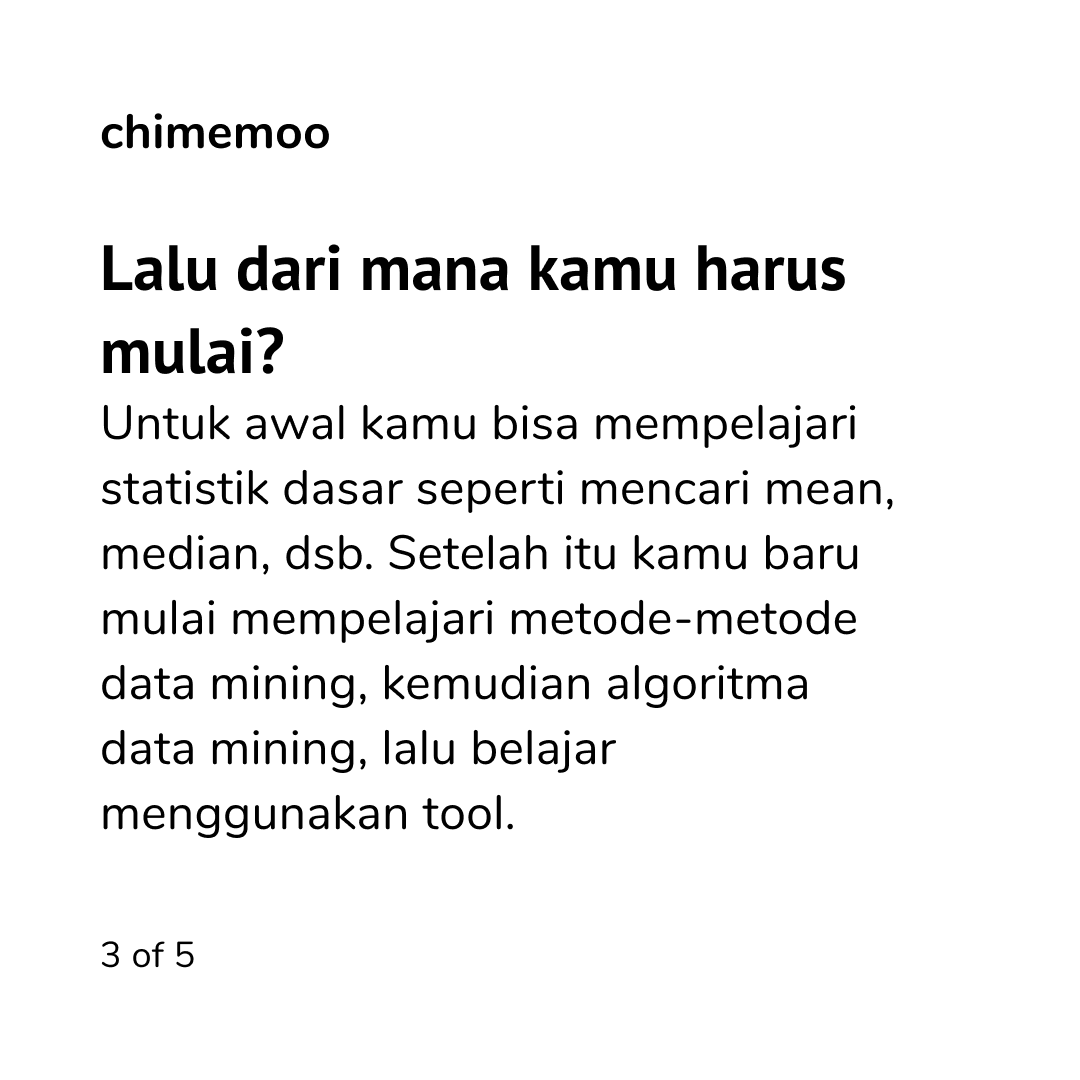 chimemoo
Lalu dari mana kamu harus
mulai?
Untuk awal kamu bisa mempelajari
statistik dasar seperti mencari mean,
median, dsb. Setelah itu kamu baru
mulai mempelajari metode-metode
data mining, kemudian algoritma
data mining, lalu belajar
menggunakan tool.
3 of 5